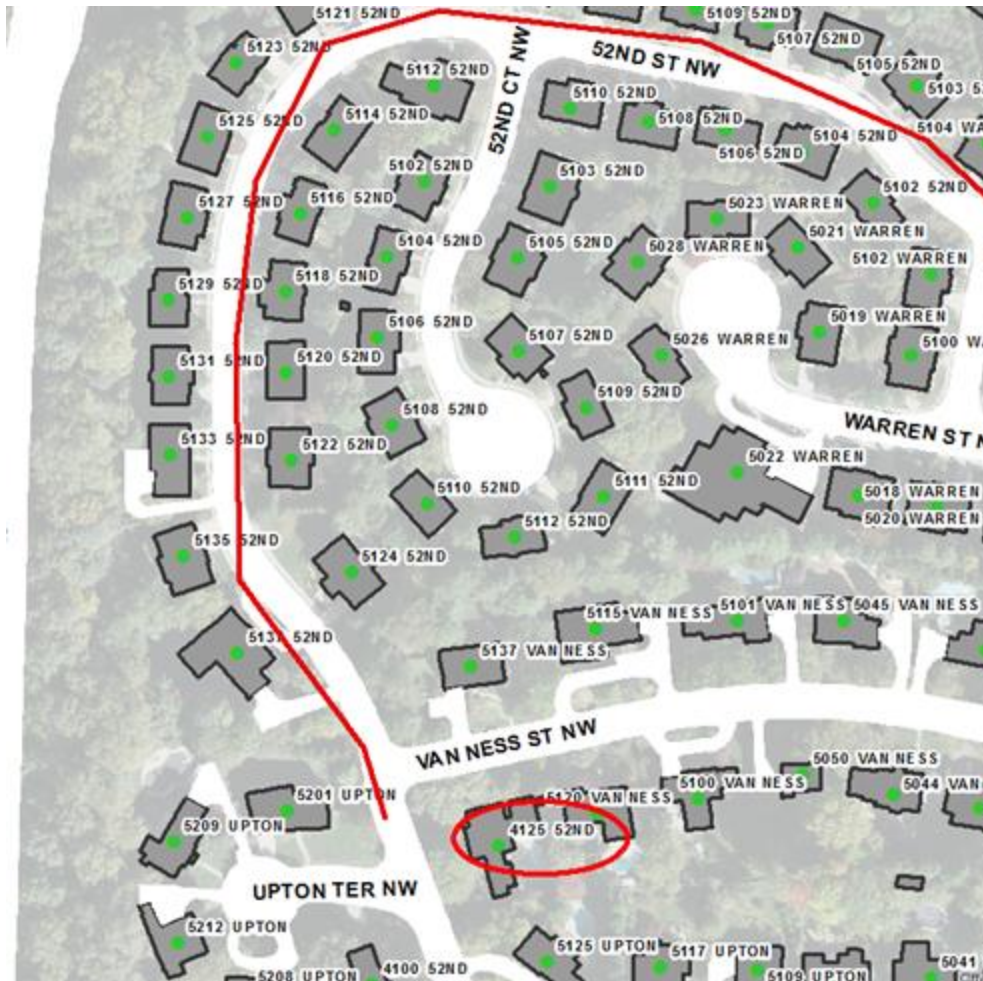 5121 52ND
5109 52ND
5107 52ND
5123 52ND
52ND ST NW
5105 52ND
5112 52ND
52ND CT NW
5103 52
5110 52ND
5125 52ND
5114 52ND
5108 52ND
5104 52ND
5104 WA
5106 52ND
5102 52ND
5103 52ND
5102 52ND
5127 52ND
5116 52ND
5023 WARREN
5021 WARREN
5104 52ND
5105 52ND
5028 WARREN
5102 WARREN
5129 52ND
5118 52ND
5019 WARREN
5106 52ND
5107 52ND
5026 WARREN
5100 W
5131 52ND
5120 52ND
5109 52ND
5108 52ND
WARREN ST N
5133 52ND
5122 52ND
5022 WARREN
5110 52ND
5111 52ND
5018 WARREN
5112 52ND
5020 WARREN
5135 52ND
5124 52ND
5115 VAN NESS
5101 VAN NESS
5045 VAN NESS
5137 52ND
5137 VAN NESS
VAN NESS ST NW
5050 VAN NESS
5201 UPTON
5120 VAN NESS
5100 VAN NESS
5044 VAN
5209 UPTON
4125 52ND
UPTON TER NW
5212 UPTON
5125 UPTON
5117 UPTON
5041
5208 UPTON
4100 52ND
5109 UPTON